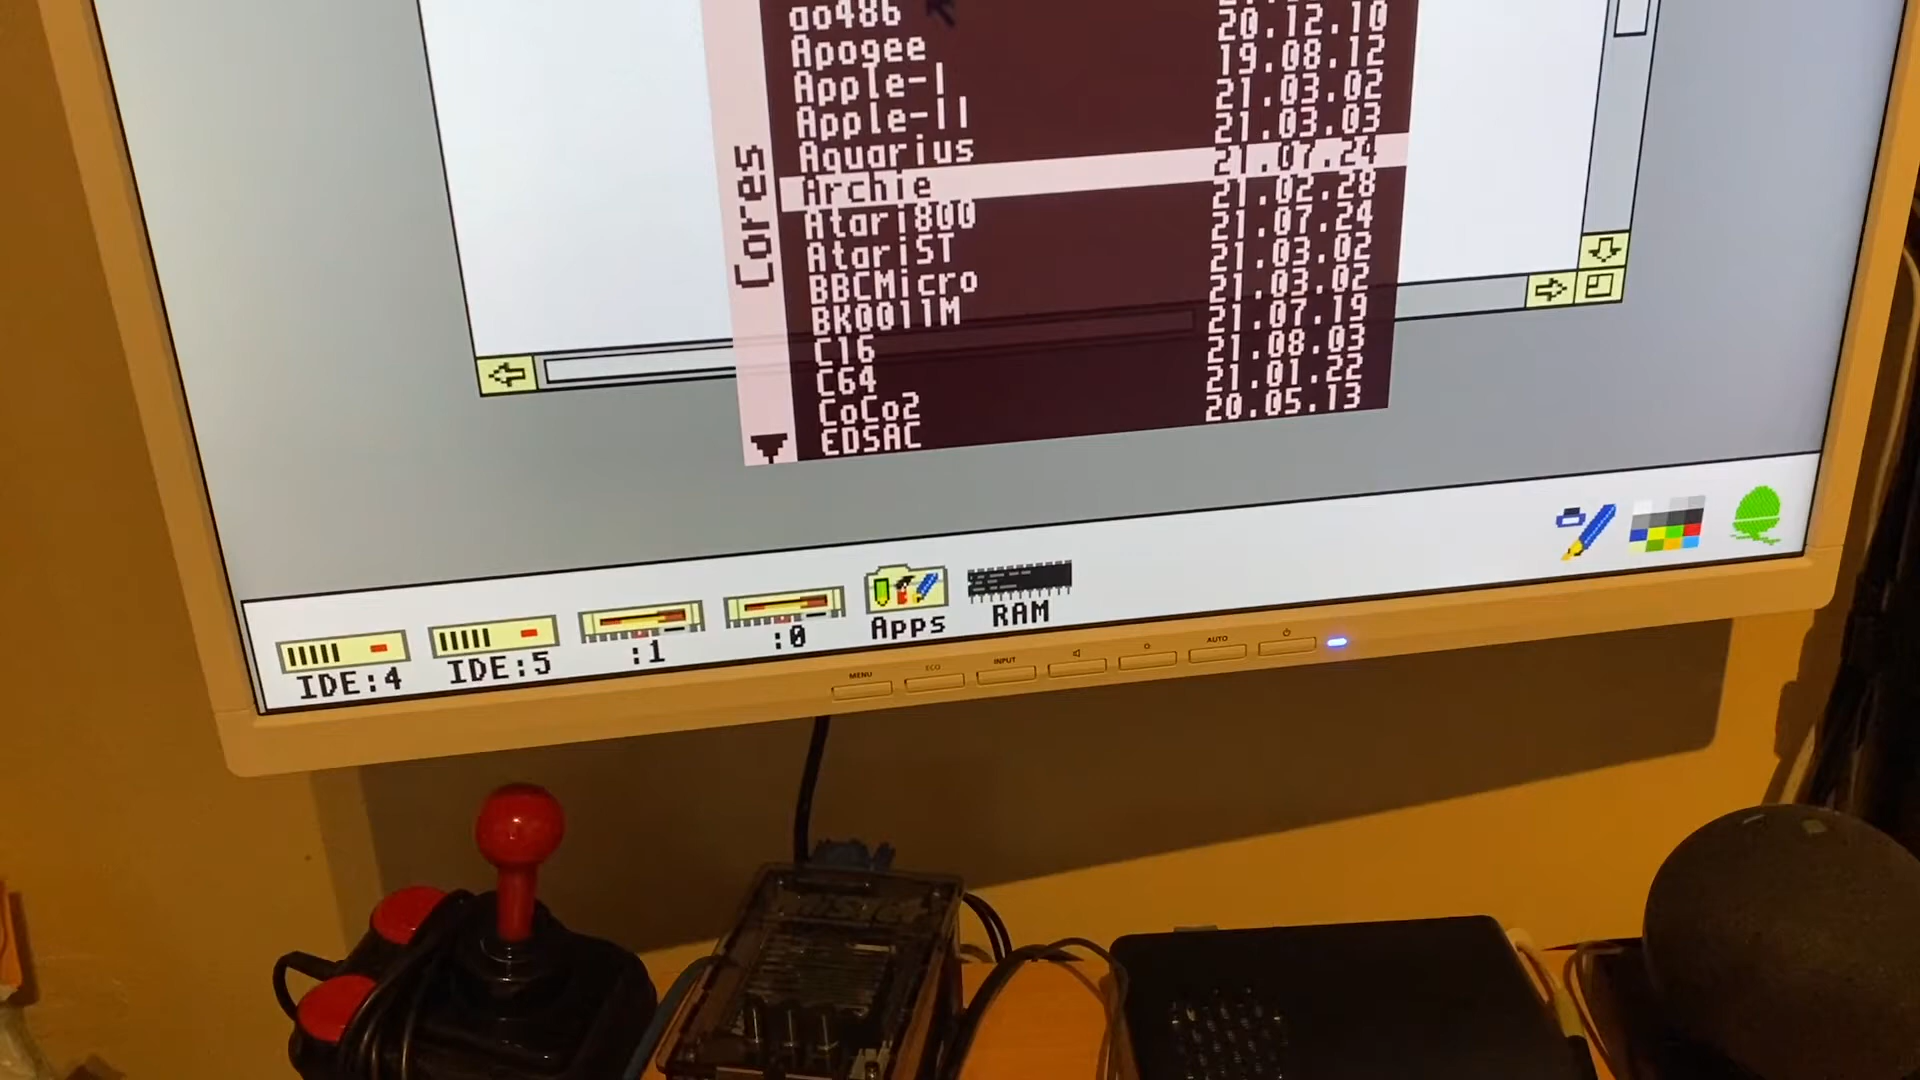 ao486
Apogee 20.12.10
Apple-I 19.08.12
Apple-II 21.03.02
Aquarius 21.03.03
Archie 21.07.24
Atari800 21.02.28
AtariST 21.07.24
BBCMicro 21.03.02
BK0011M 21.03.02
C16 21.07.19
C64 21.08.03
CoCo2 21.01.22
EDSAC 20.05.13
Cores
IDE:4 IDE:5 :1 :0 Apps RAM
MENU ECO INPUT AUTO